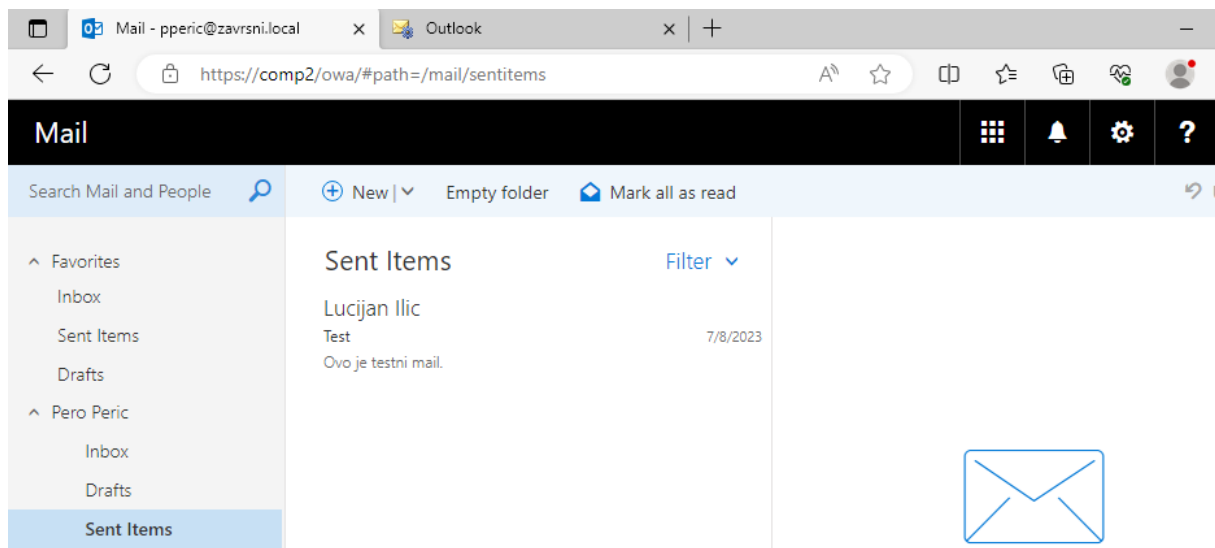 Mail - pperic@zavrsni.local
Outlook
https://comp2/owa/#path=/mail/sentitems
Mail
?
Search Mail and People
New
Empty folder
Mark all as read
Favorites
Inbox
Sent Items
Drafts
Pero Peric
Inbox
Drafts
Sent Items
Sent Items
Filter
Lucijan Ilic
Test
7/8/2023
Ovo je testni mail.